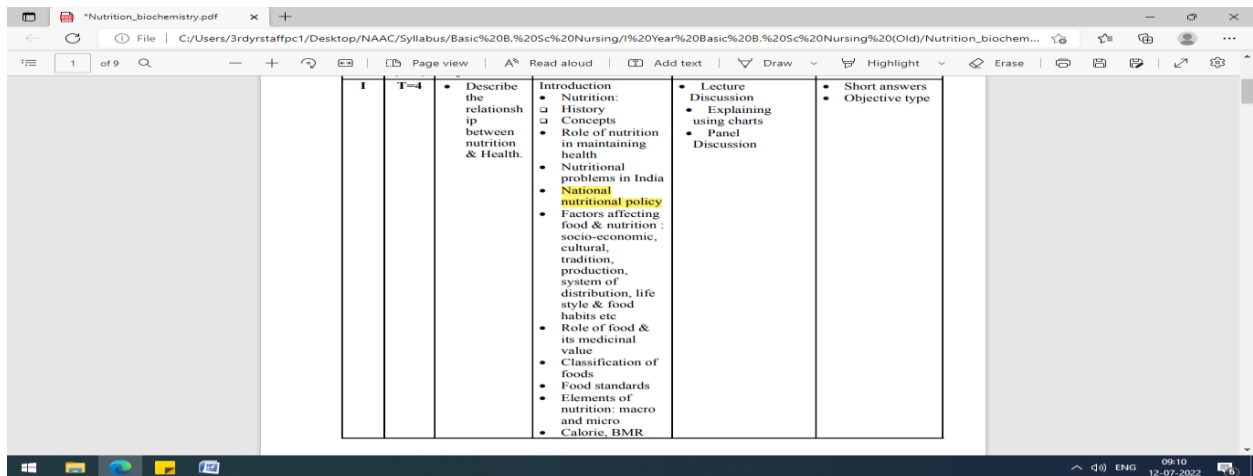 *Nutrition_biochemistry.pdf
File | C:/Users/3rdyrstaffpc1/Desktop/NAAC/Syllabus/Basic%20B.%20Sc%20Nursing/I%20Year%20Basic%20B.%20Sc%20Nursing%20(Old)/Nutrition_biochem...
1 of 9 Page view A Read aloud Add text Draw Highlight Erase
I
T=4
• Describe
the
relationsh
ip
between
nutrition
& Health.
Introduction
• Nutrition:
❑ History
❑ Concepts
• Role of nutrition
in maintaining
health
• Nutritional
problems in India
• National
nutritional policy
• Factors affecting
food & nutrition :
socio-economic,
cultural,
tradition,
production,
system of
distribution, life
style & food
habits etc
• Role of food &
its medicinal
value
• Classification of
foods
• Food standards
• Elements of
nutrition: macro
and micro
• Calorie, BMR
• Lecture
Discussion
• Explaining
using charts
• Panel
Discussion
• Short answers
• Objective type
ENG
09:10
12-07-2022